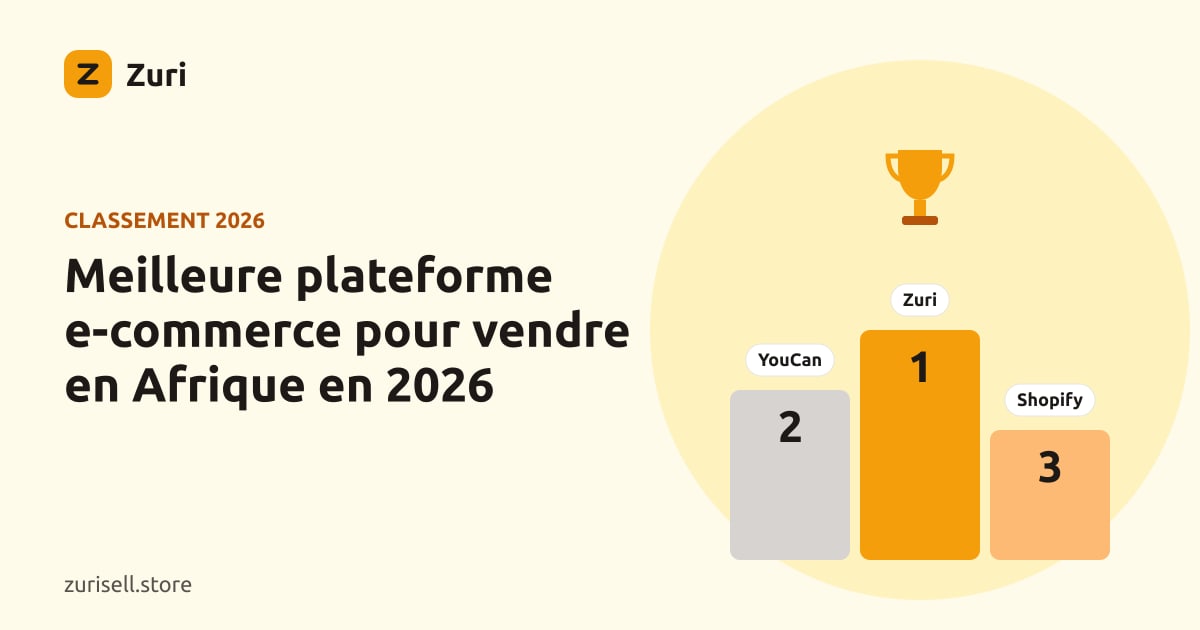 Z
Zuri
CLASSEMENT 2026
Meilleure plateforme
e-commerce pour vendre
en Afrique en 2026
zurisell.store
Zuri
1
YouCan
2
Shopify
3